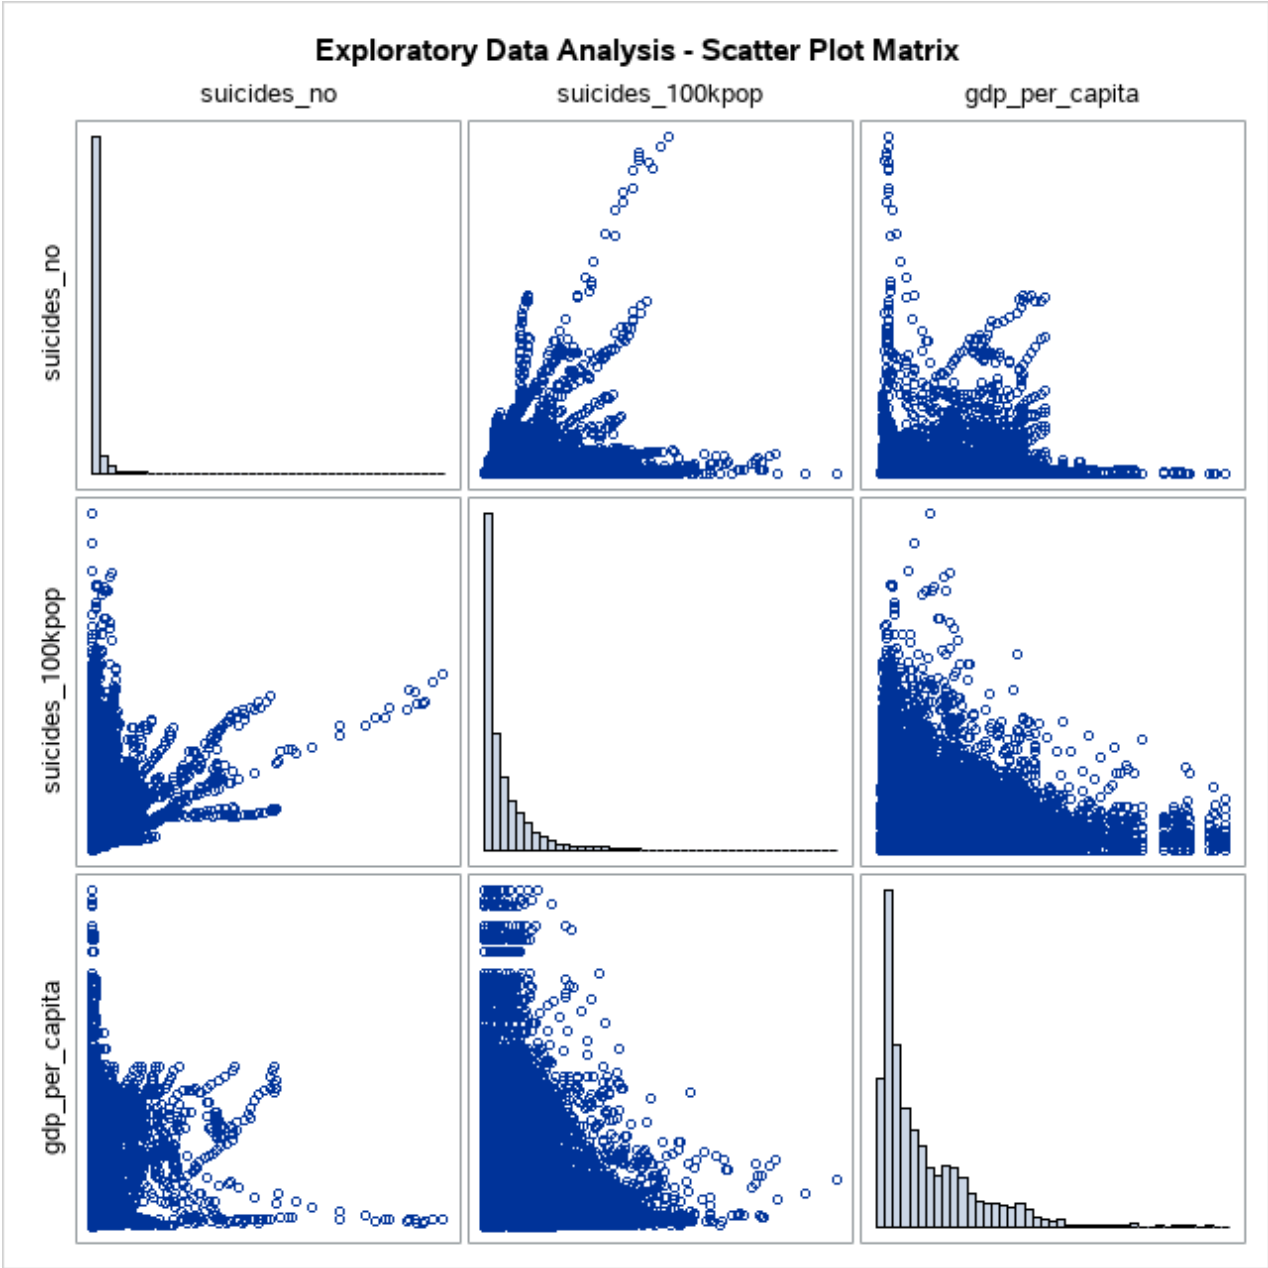 Exploratory Data Analysis - Scatter Plot Matrix
suicides_no suicides_100kpop gdp_per_capita
suicides_no
suicides_100kpop
gdp_per_capita